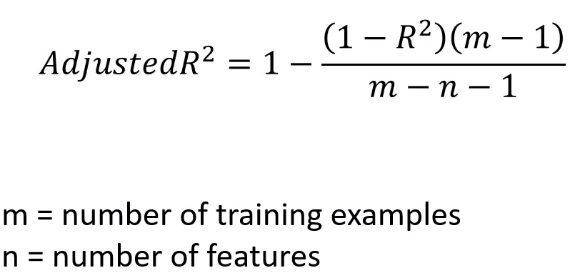 AdjustedR² = 1 − (1 − R²)(m − 1) / m − n − 1
m = number of training examples
n = number of features